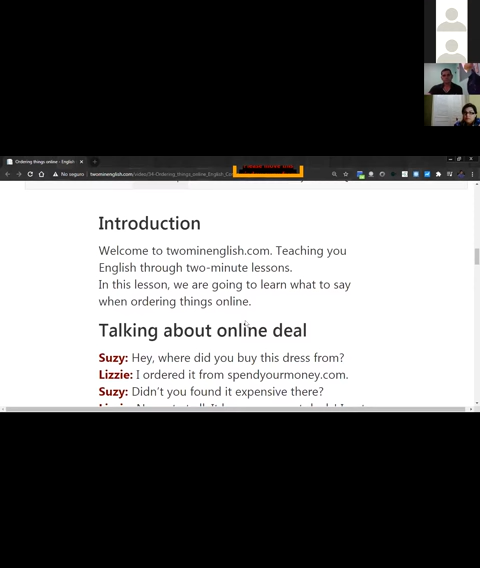 Ordering things online - English
No seguro
twominenglish.com/video/34-Ordering_things_online_English_Con
Introduction
Welcome to twominenglish.com. Teaching you
English through two-minute lessons.
In this lesson, we are going to learn what to say
when ordering things online.
Talking about online deal
Suzy: Hey, where did you buy this dress from?
Lizzie: I ordered it from spendyourmoney.com.
Suzy: Didn't you found it expensive there?